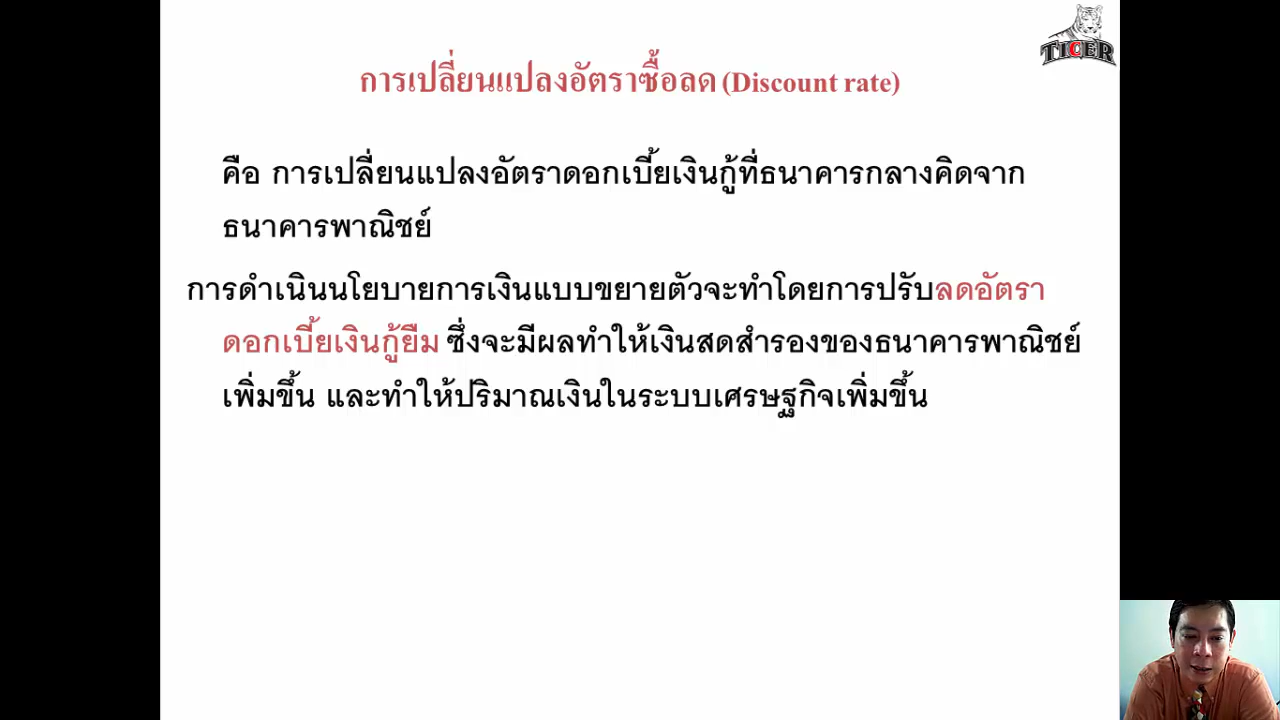 TIGER
การเปลี่ยนแปลงอัตราซื้อลด (Discount rate)
คือ การเปลี่ยนแปลงอัตราดอกเบี้ยเงินกู้ที่ธนาคารกลางคิดจาก
ธนาคารพาณิชย์
การดำเนินนโยบายการเงินแบบขยายตัวจะทำโดยการปรับลดอัตรา
ดอกเบี้ยเงินกู้ยืม ซึ่งจะมีผลทำให้เงินสดสำรองของธนาคารพาณิชย์
เพิ่มขึ้น และทำให้ปริมาณเงินในระบบเศรษฐกิจเพิ่มขึ้น